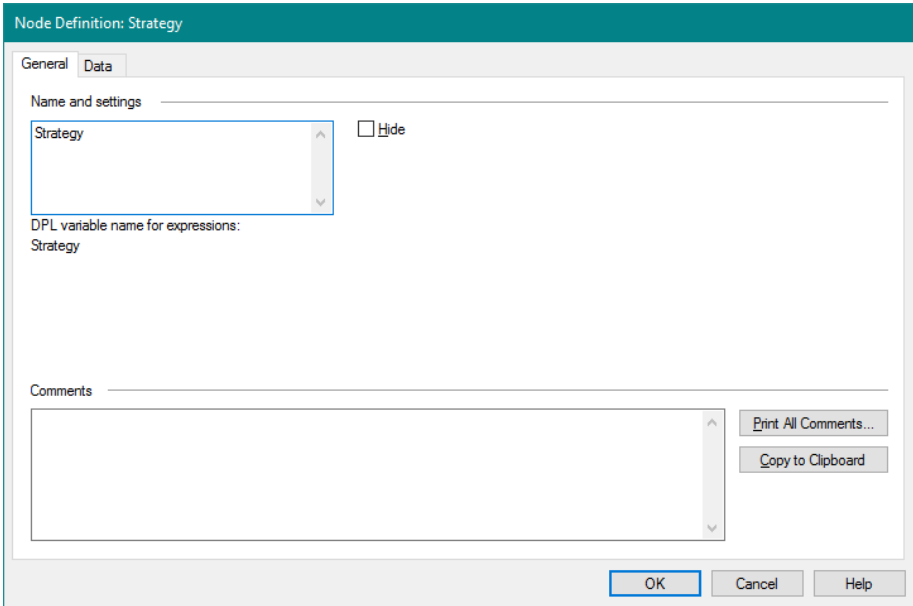 Node Definition: Strategy
General Data
Name and settings
Strategy
Hide
DPL variable name for expressions:
Strategy
Comments
Print All Comments...
Copy to Clipboard
OK Cancel Help